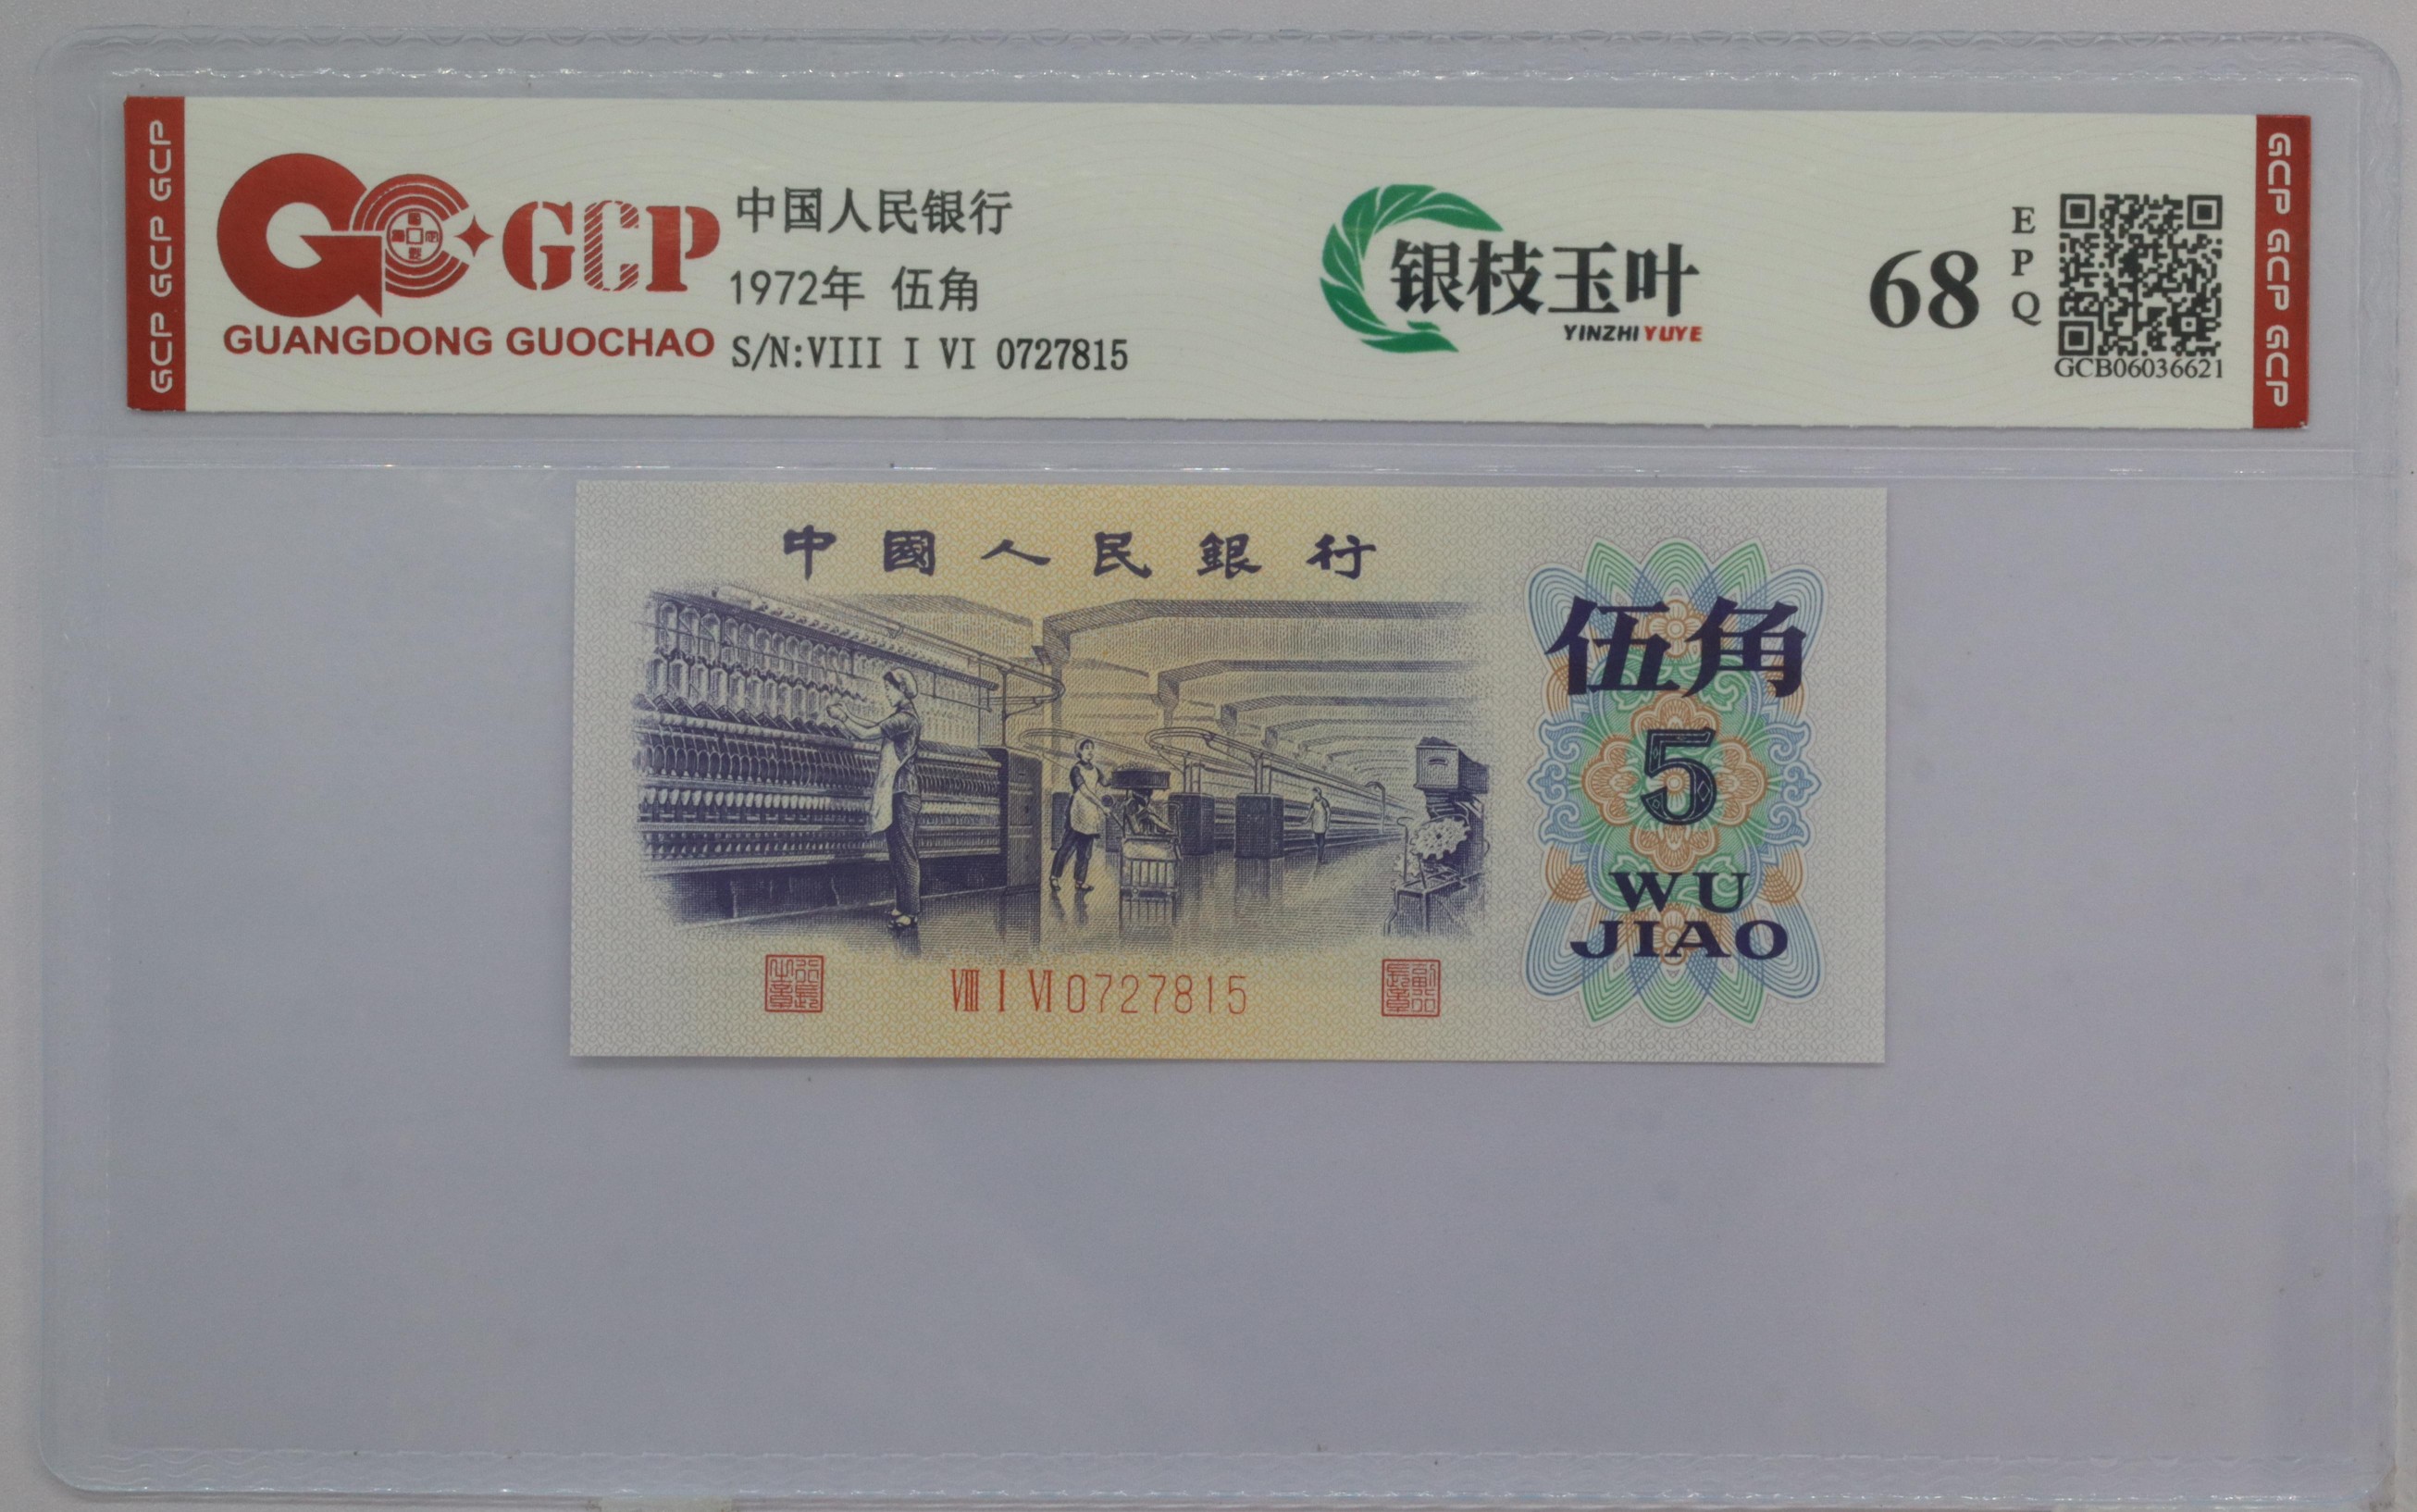 GCP GCP GCP
GCP
GUANGDONG GUOCHAO
中国人民银行
1972年 伍角
S/N:VIII I VI 0727815
银枝玉叶
YINZHI YUYE
68
EPQ
GCB06036621
GCP GCP GCP
中國人民銀行
伍角
5
WU
JIAO
VIII I VI 0727815